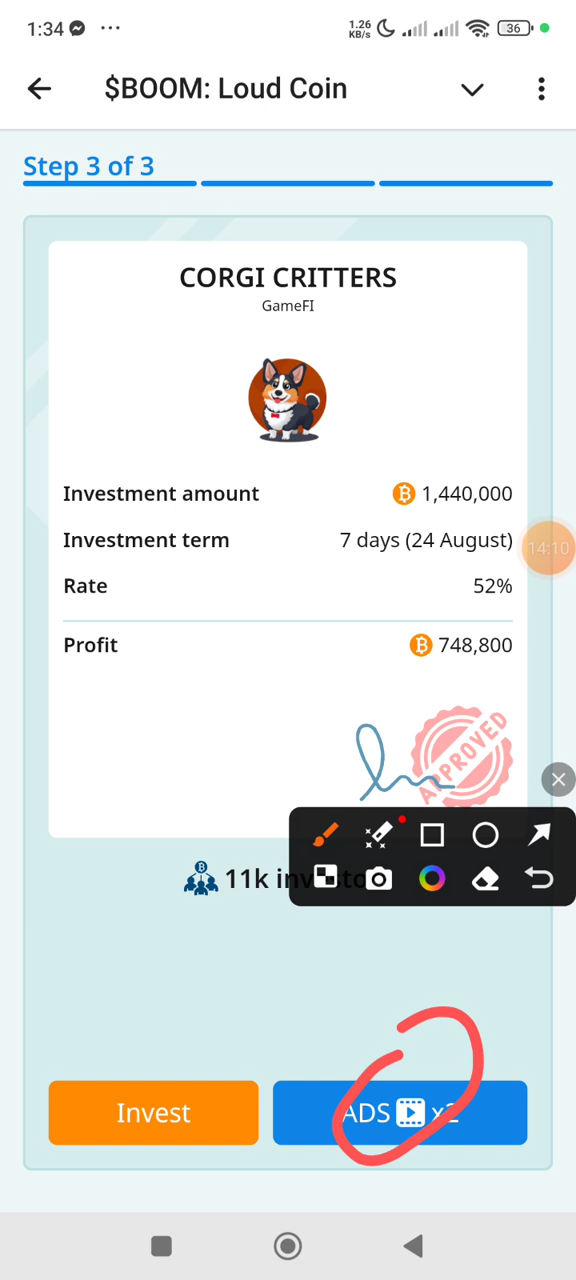 1:34
1.26
KB/s
36
$BOOM: Loud Coin
Step 3 of 3
CORGI CRITTERS
GameFI
Investment amount 1,440,000
Investment term 7 days (24 August)
14:10
Rate 52%
Profit 748,800
APPROVED
11k
Invest
ADS x2